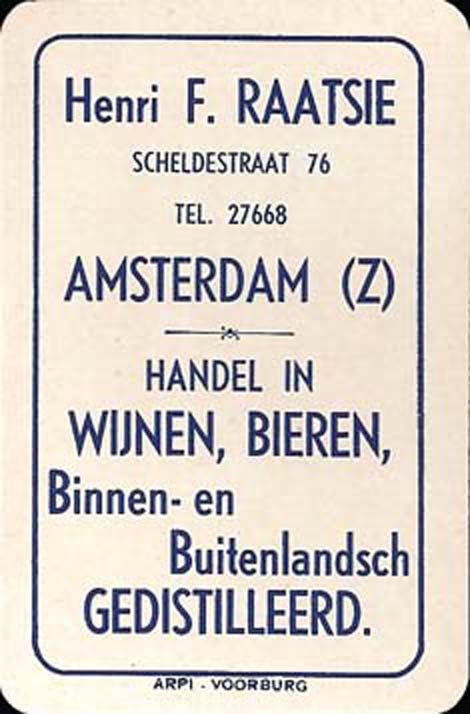 Henri F. RAATSIE
SCHELDESTRAAT 76
TEL. 27668
AMSTERDAM (Z)
HANDEL IN
WIJNEN, BIEREN,
Binnen- en
Buitenlandsch
GEDISTILLEERD.
ARPI - VOORBURG